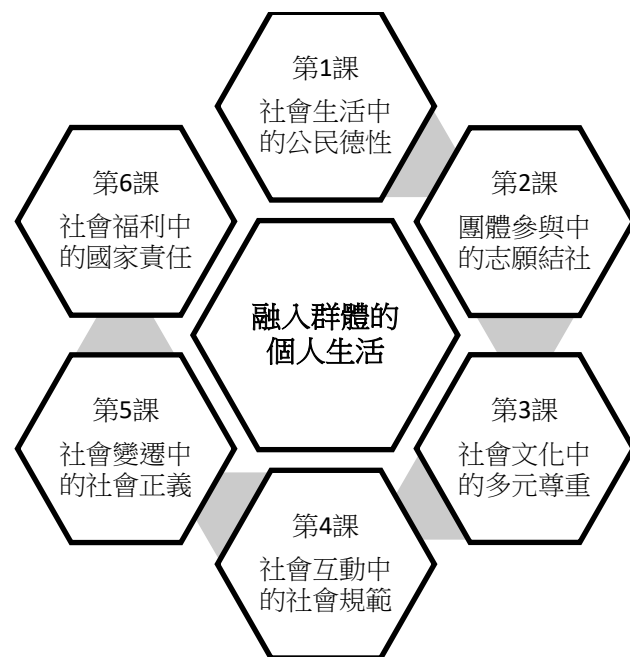 第1課
社會生活中
的公民德性
第2課
團體參與中
的志願結社
第3課
社會文化中
的多元尊重
第4課
社會互動中
的社會規範
第5課
社會變遷中
的社會正義
第6課
社會福利中
的國家責任
融入群體的
個人生活